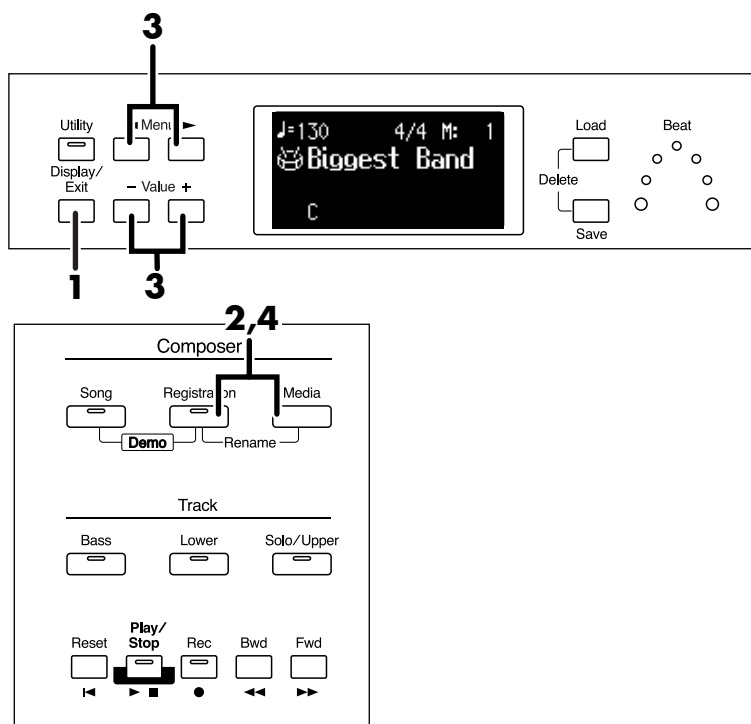 3
Utility
◄ Menu ►
Display/
Exit
− Value +
♩=130 4/4 M: 1
Biggest Band
C
Load
Delete
Save
Beat
1
3
2,4
Composer
Song
Registration
Media
Demo
Rename
Track
Bass
Lower
Solo/Upper
Reset
Play/
Stop
Rec
Bwd
Fwd